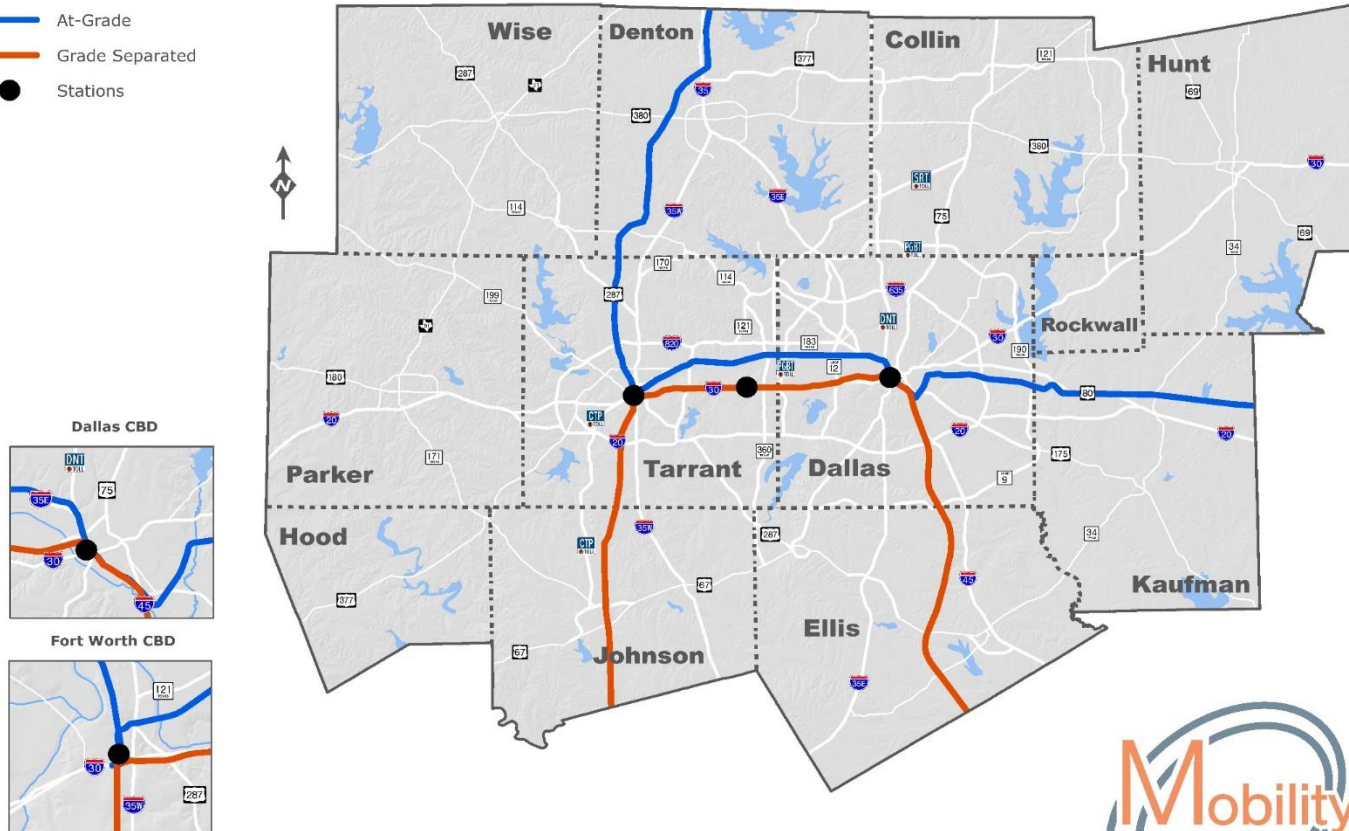 At-Grade
Grade Separated
Stations
N
Wise
Denton
Collin
Hunt
287
377
121
69
35
380
380
30
SRT
TOLL
35E
114
35W
75
69
34
PGBT
TOLL
170
114
199
287
635
DNT
TOLL
121
30
Rockwall
820
183
190
PGBT
TOLL
12
180
30
80
20
CTP
TOLL
20
20
20
175
171
360
Parker
Tarrant
Dallas
9
Hood
35W
287
34
CTP
TOLL
45
Kaufman
377
67
Ellis
67
Johnson
35E
Dallas CBD
DNT
TOLL
75
35E
30
45
Fort Worth CBD
121
TEXAS
30
35W
287
Mobility